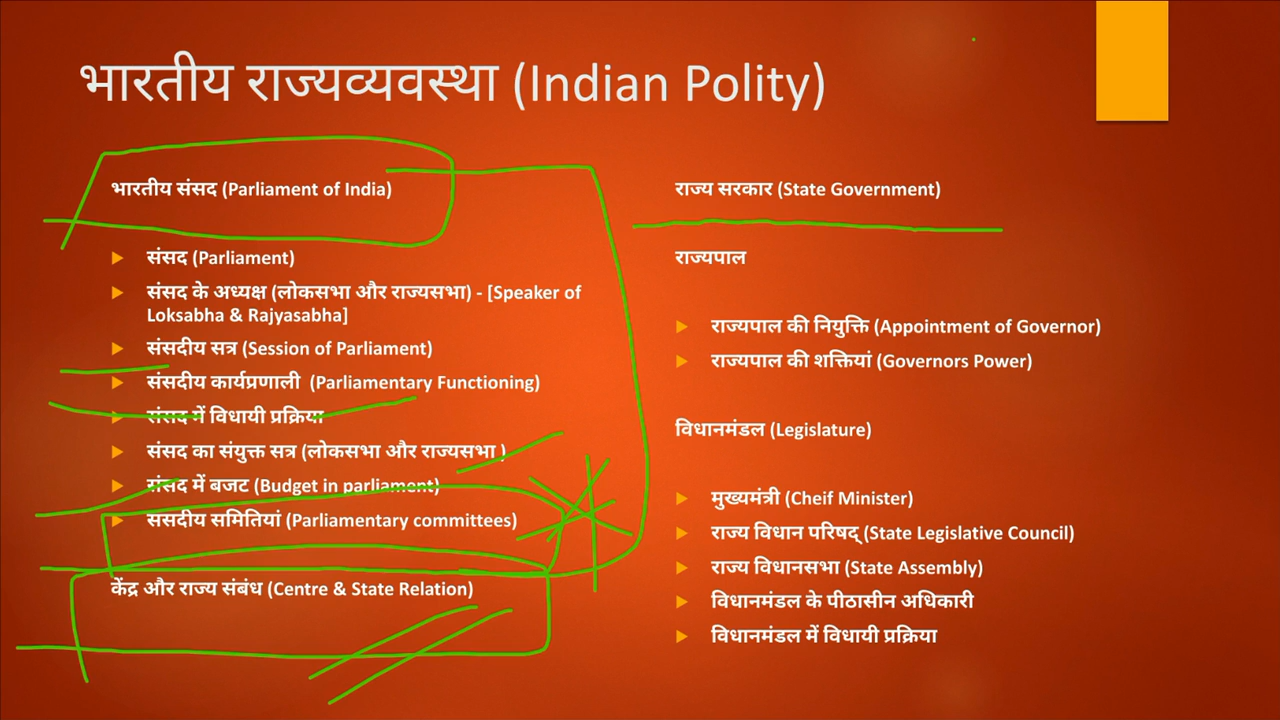 भारतीय राज्यव्यवस्था (Indian Polity)
भारतीय संसद (Parliament of India)
संसद (Parliament)
संसद के अध्यक्ष (लोकसभा और राज्यसभा) - [Speaker of
Loksabha & Rajyasabha]
संसदीय सत्र (Session of Parliament)
संसदीय कार्यप्रणाली (Parliamentary Functioning)
संसद में विधायी प्रक्रिया
संसद का संयुक्त सत्र (लोकसभा और राज्यसभा )
संसद में बजट (Budget in parliament)
ससदीय समितियां (Parliamentary committees)
केंद्र और राज्य संबंध (Centre & State Relation)
राज्य सरकार (State Government)
राज्यपाल
राज्यपाल की नियुक्ति (Appointment of Governor)
राज्यपाल की शक्तियां (Governors Power)
विधानमंडल (Legislature)
मुख्यमंत्री (Cheif Minister)
राज्य विधान परिषद् (State Legislative Council)
राज्य विधानसभा (State Assembly)
विधानमंडल के पीठासीन अधिकारी
विधानमंडल में विधायी प्रक्रिया